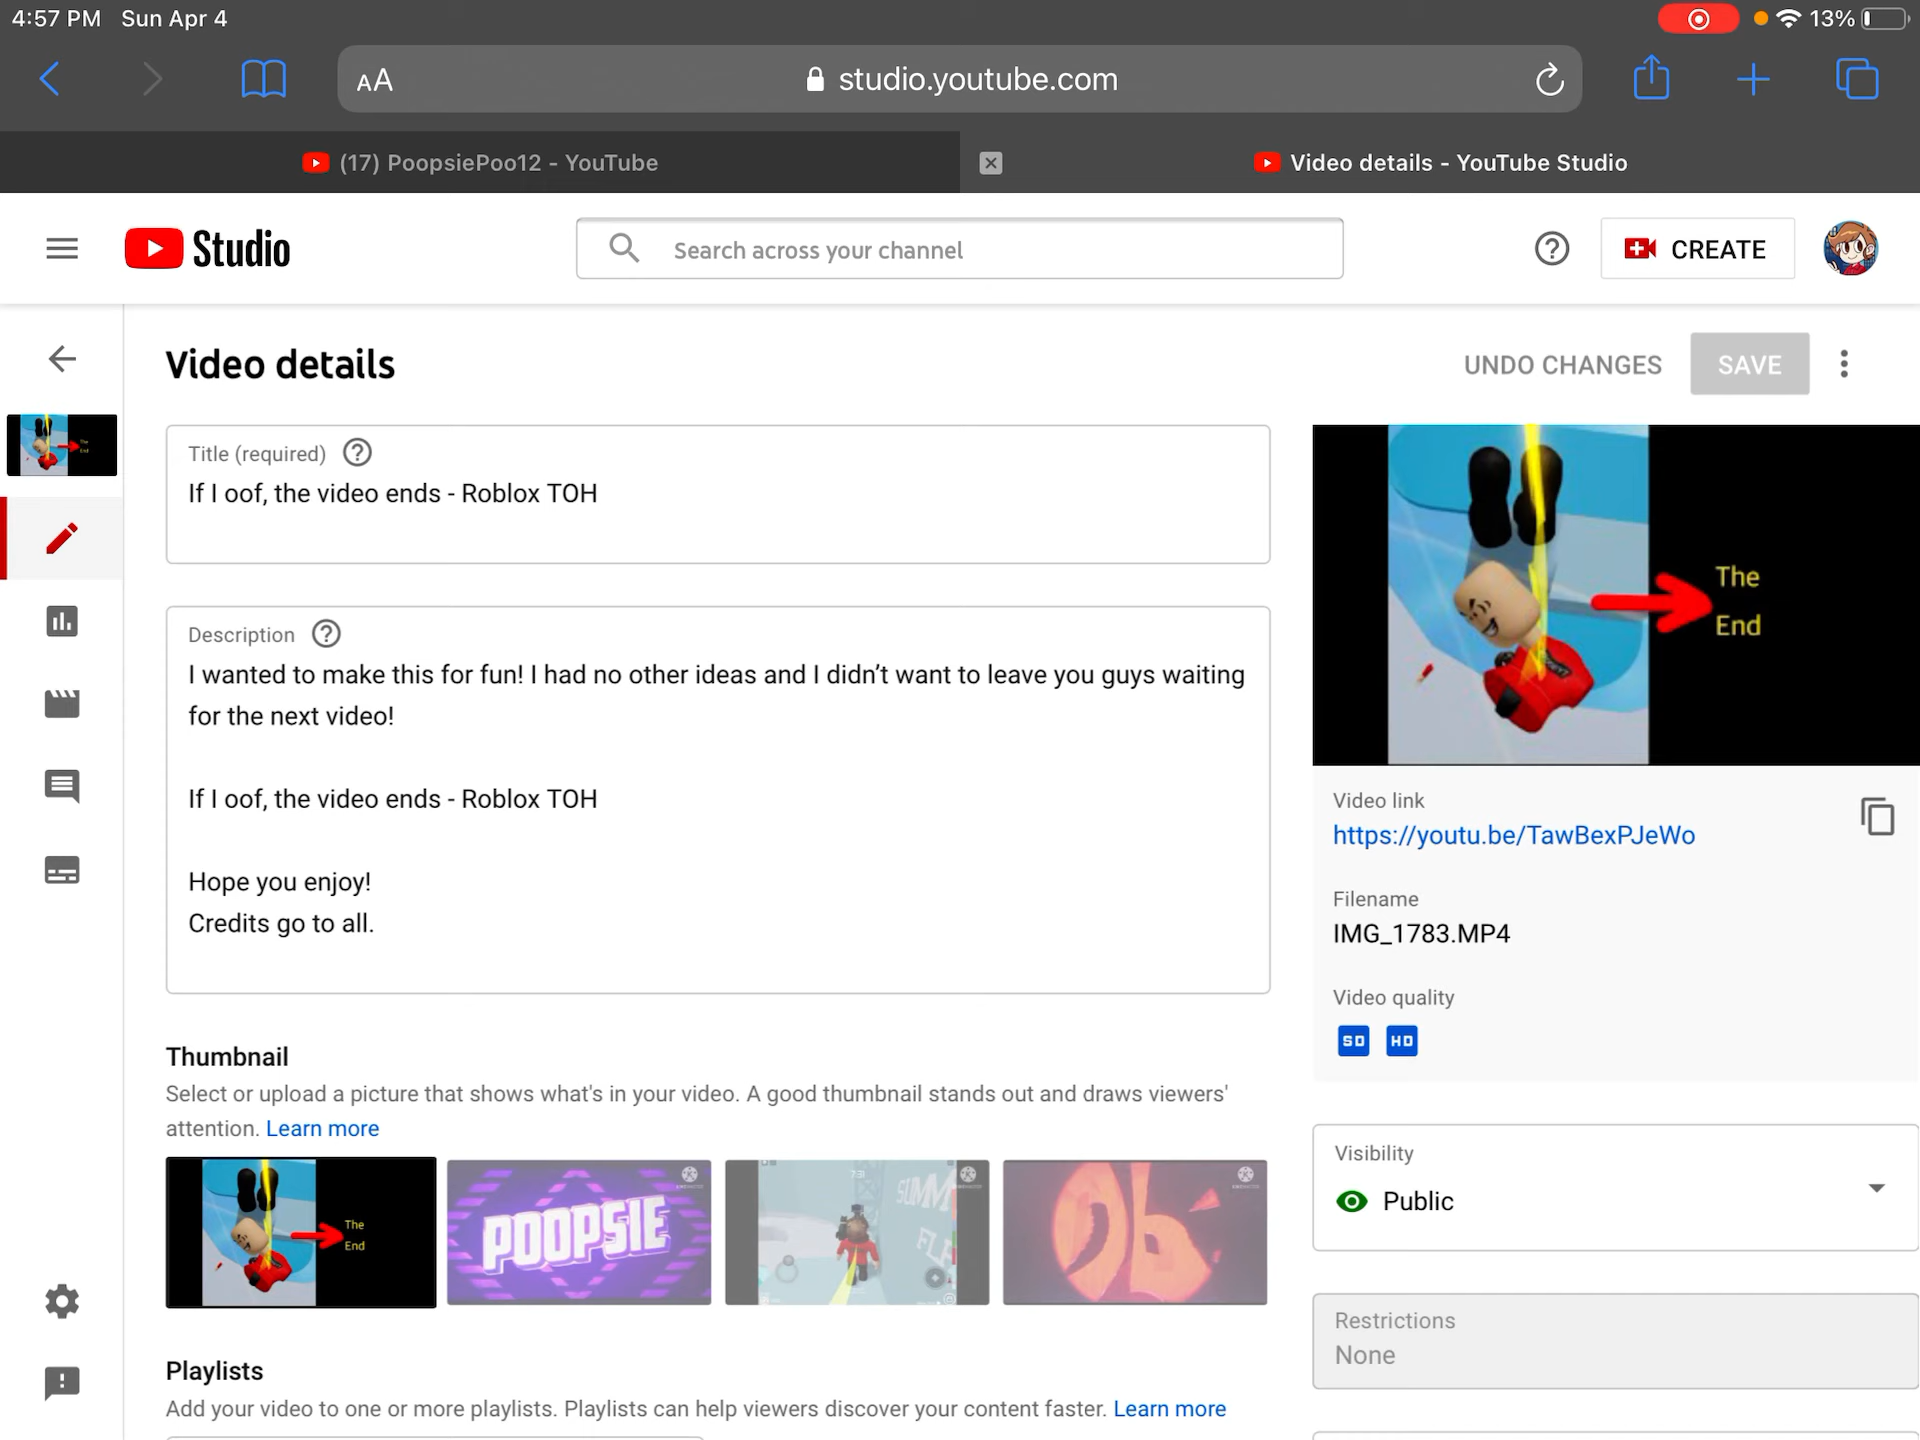 4:57 PM Sun Apr 4
13%
AA
studio.youtube.com
(17) PoopsiePoo12 - YouTube
Video details - YouTube Studio
Studio
Search across your channel
CREATE
Video details
UNDO CHANGES
SAVE
Title (required)
If I oof, the video ends - Roblox TOH
Description
I wanted to make this for fun! I had no other ideas and I didn’t want to leave you guys waiting
for the next video!
If I oof, the video ends - Roblox TOH
Hope you enjoy!
Credits go to all.
The
End
Video link
https://youtu.be/TawBexPJeWo
Filename
IMG_1783.MP4
Video quality
SD HD
Thumbnail
Select or upload a picture that shows what's in your video. A good thumbnail stands out and draws viewers'
attention. Learn more
The
End
POOPSIE
Visibility
Public
Restrictions
None
Playlists
Add your video to one or more playlists. Playlists can help viewers discover your content faster. Learn more